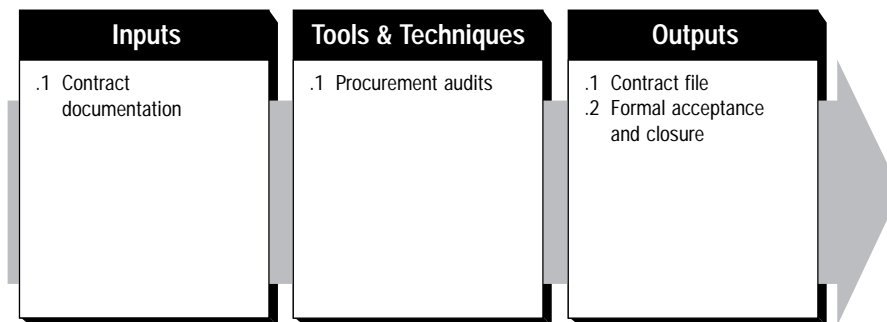 Inputs
.1 Contract
documentation
Tools & Techniques
.1 Procurement audits
Outputs
.1 Contract file
.2 Formal acceptance
and closure